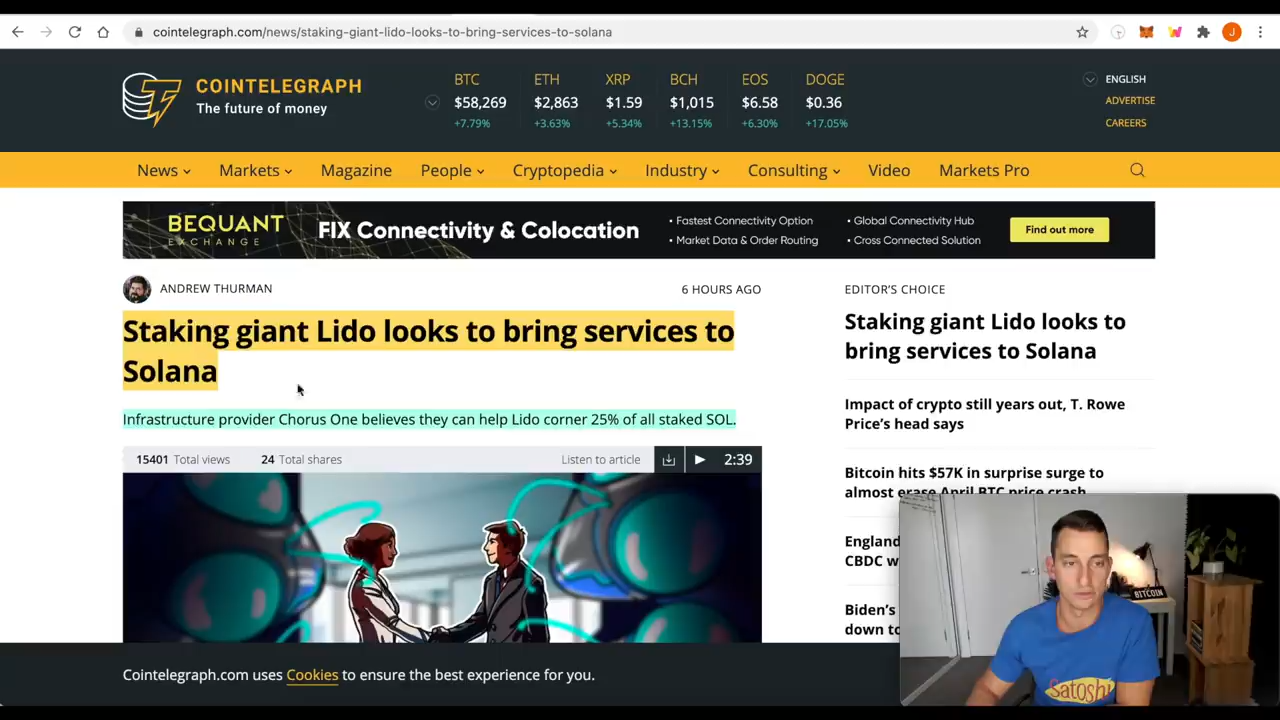 cointelegraph.com/news/staking-giant-lido-looks-to-bring-services-to-solana
J
COINTELEGRAPH
The future of money
BTC
$58,269
+7.79%
ETH
$2,863
+3.63%
XRP
$1.59
+5.34%
BCH
$1,015
+13.15%
EOS
$6.58
+6.30%
DOGE
$0.36
+17.05%
ENGLISH
ADVERTISE
CAREERS
News Markets Magazine People Cryptopedia Industry Consulting Video Markets Pro
BEQUANT
EXCHANGE
FIX Connectivity & Colocation
• Fastest Connectivity Option
• Market Data & Order Routing
• Global Connectivity Hub
• Cross Connected Solution
Find out more
ANDREW THURMAN
6 HOURS AGO
Staking giant Lido looks to bring services to
Solana
Infrastructure provider Chorus One believes they can help Lido corner 25% of all staked SOL.
15401 Total views 24 Total shares
Listen to article 2:39
EDITOR'S CHOICE
Staking giant Lido looks to
bring services to Solana
Impact of crypto still years out, T. Rowe
Price's head says
Bitcoin hits $57K in surprise surge to
almost erase April BTC price crash
England
CBDC w
Biden's
down to
Cointelegraph.com uses Cookies to ensure the best experience for you.
BITCOIN
Satoshi